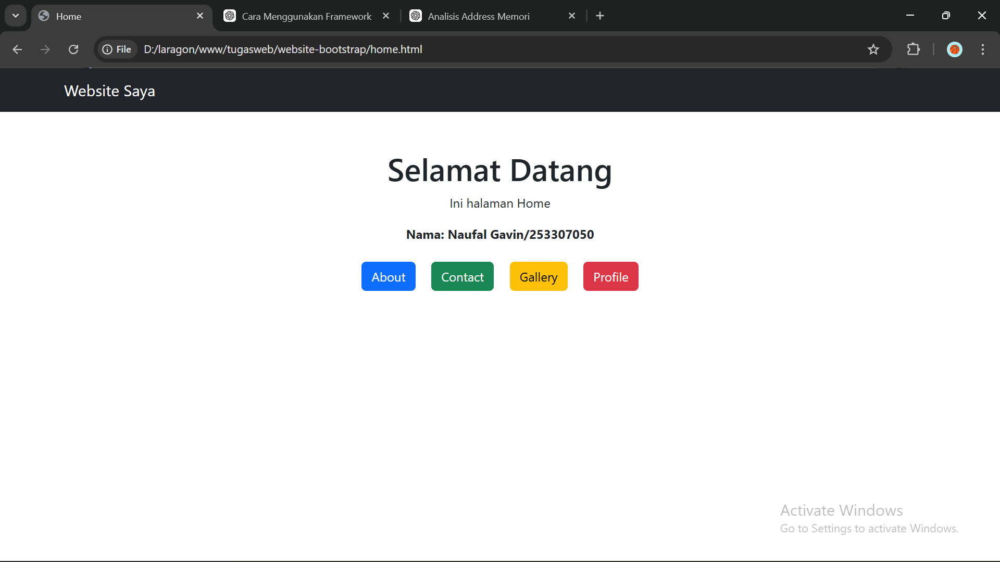 Home
Cara Menggunakan Framework
Analisis Address Memori
File
D:/laragon/www/tugasweb/website-bootstrap/home.html
Website Saya
Selamat Datang
Ini halaman Home
Nama: Naufal Gavin/253307050
About
Contact
Gallery
Profile
Activate Windows
Go to Settings to activate Windows.